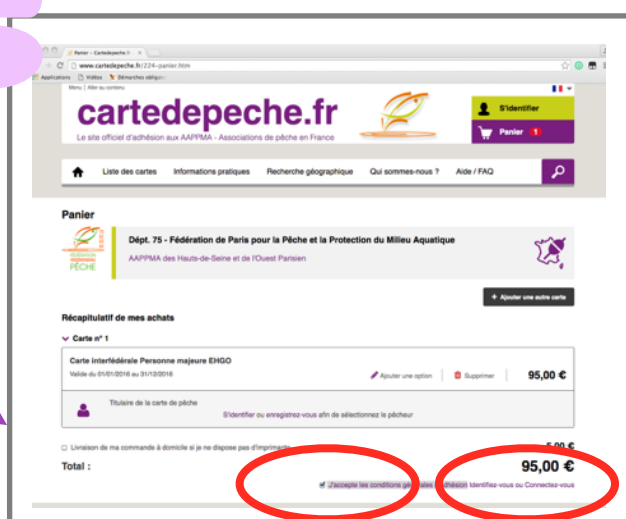 Panier - Cartedepeche.fr
www.cartedepeche.fr/224-panier.htm
Applications Vidéos Démarches
Menu | Aller au contenu
cartedepeche.fr
Le site officiel d'adhésion aux AAPPMA - Associations de pêche en France
S'identifier
Panier 1
Liste des cartes Informations pratiques Recherche géographique Qui sommes-nous ? Aide / FAQ
Panier
PÊCHE
Dépt. 75 - Fédération de Paris pour la Pêche et la Protection du Milieu Aquatique
AAPPMA des Hauts-de-Seine et de l'Ouest Parisien
+ Ajouter une autre carte
Récapitulatif de mes achats
Carte n° 1
Carte interfédérale Personne majeure EHGO
Valide du 01/01/2016 au 31/12/2016
Ajouter une option Supprimer 95,00 €
Titulaire de la carte de pêche
S'identifier ou enregistrez-vous afin de sélectionnez le pêcheur
Livraison de ma commande à domicile si je ne dispose pas d'imprimante 5,00 €
Total : 95,00 €
J'accepte les conditions générales Identifiez-vous ou Connectez-vous